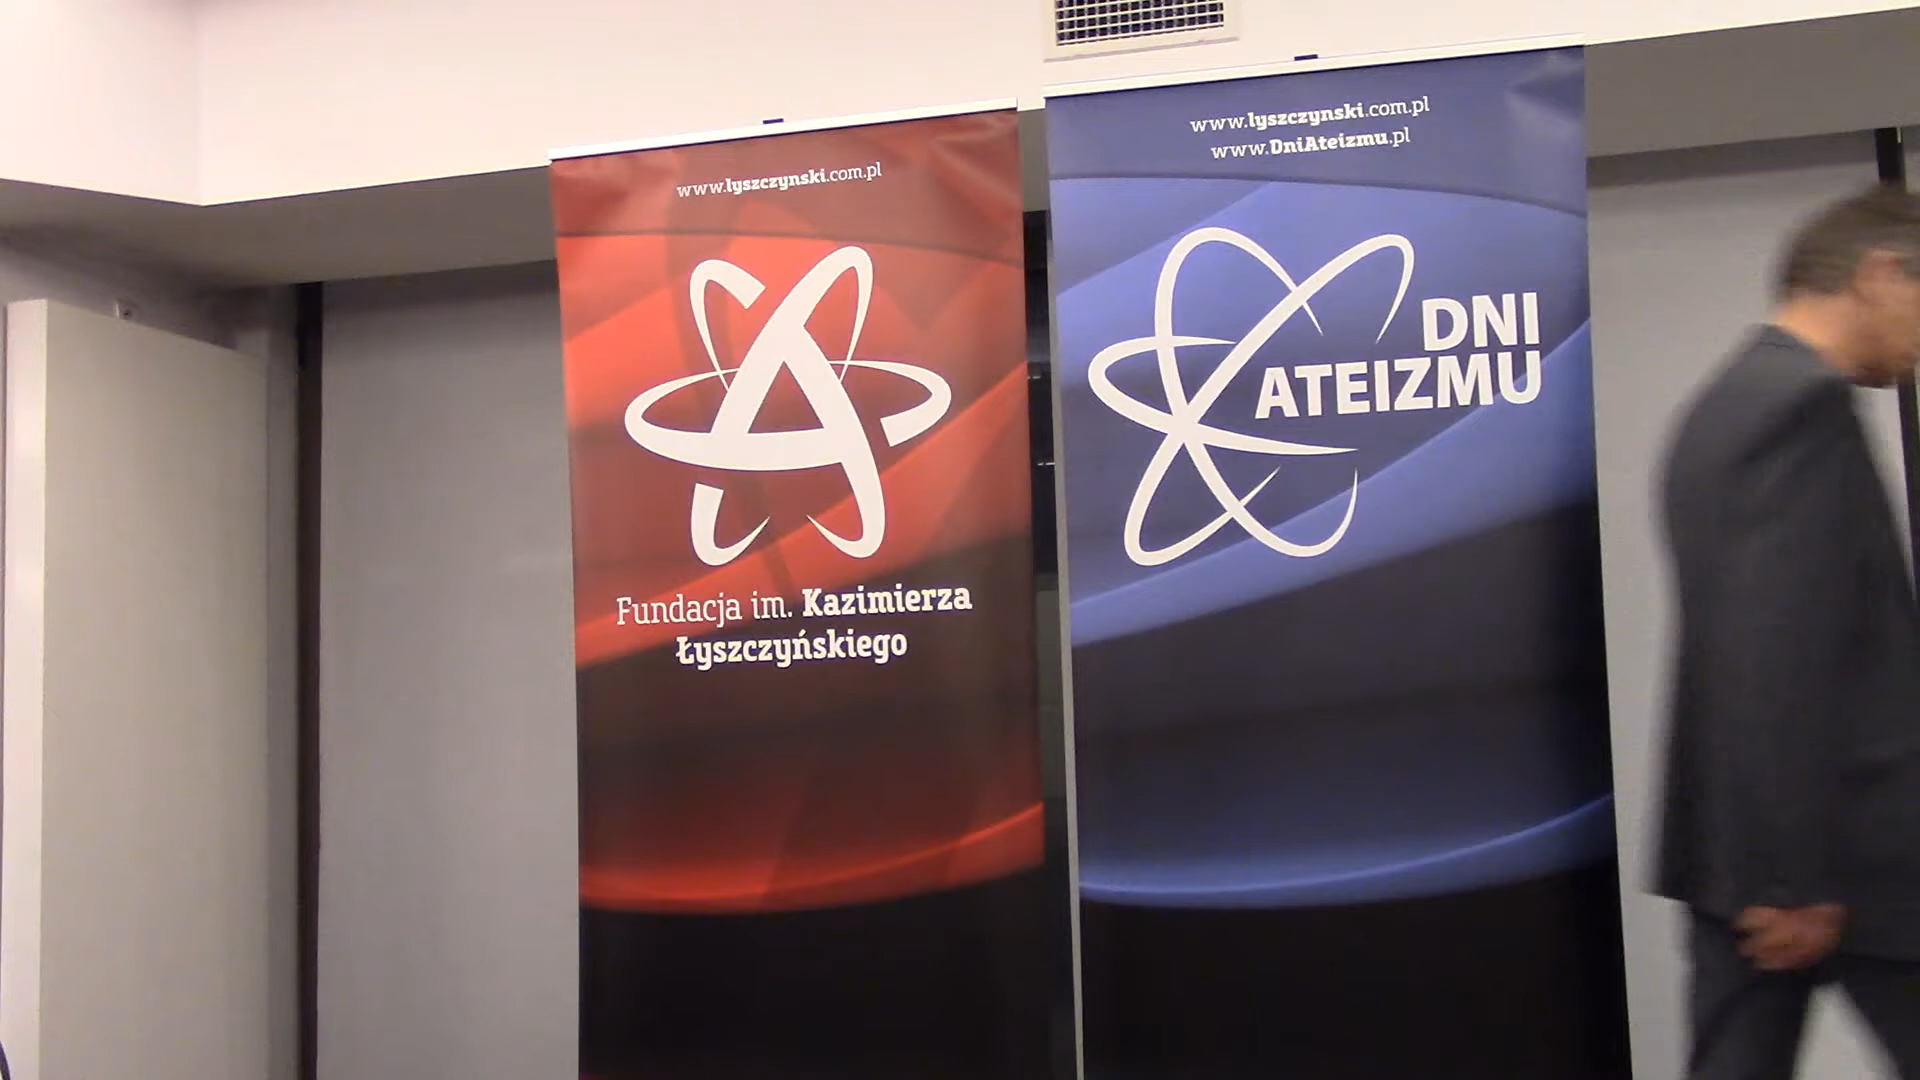 www.lyszczynski.com.pl
Fundacja im. Kazimierza
Łyszczyńskiego
www.lyszczynski.com.pl
www.DniAteizmu.pl
DNI
ATEIZMU